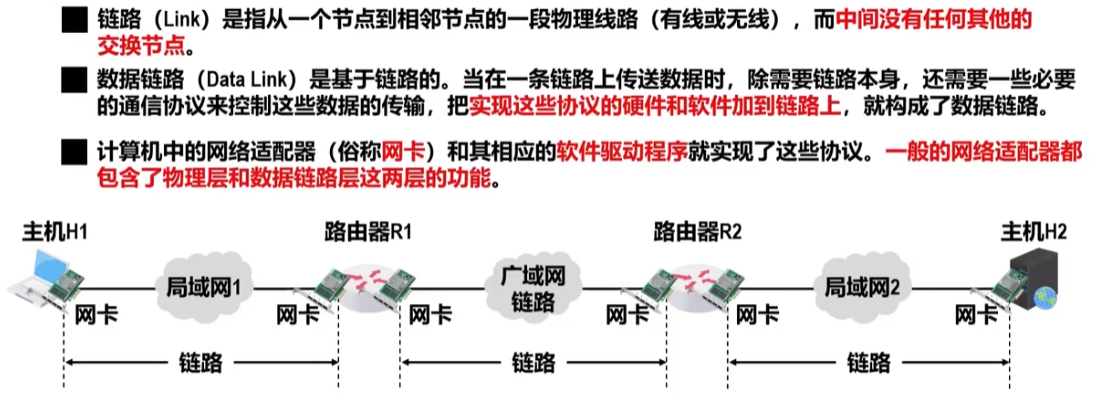 链路（Link）是指从一个节点到相邻节点的一段物理线路（有线或无线），而中间没有任何其他的
交换节点。
数据链路（Data Link）是基于链路的。当在一条链路上传送数据时，除需要链路本身，还需要一些必要
的通信协议来控制这些数据的传输，把实现这些协议的硬件和软件加到链路上，就构成了数据链路。
计算机中的网络适配器（俗称网卡）和其相应的软件驱动程序就实现了这些协议。一般的网络适配器都
包含了物理层和数据链路层这两层的功能。
主机H1 路由器R1 路由器R2 主机H2
局域网1 广域网 局域网2
链路
网卡 网卡 网卡 网卡 网卡 网卡
链路 链路 链路